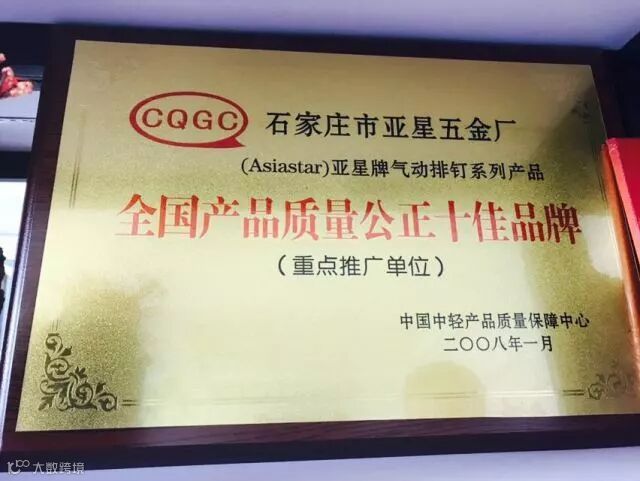 CQGC
石家庄市亚星五金厂
(Asiastar)亚星牌气动排钉系列产品
全国产品质量公正十佳品牌
(重点推广单位)
中国中轻产品质量保障中心
二〇〇八年一月
大数跨境